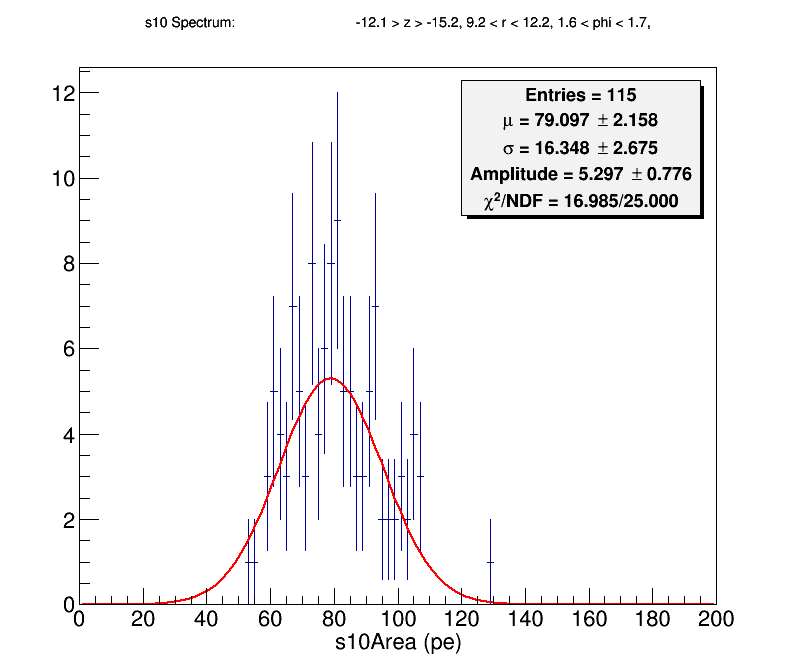 s10 Spectrum: -12.1 > z > -15.2, 9.2 < r < 12.2, 1.6 < phi < 1.7,
Entries = 115
μ = 79.097 ± 2.158
σ = 16.348 ± 2.675
Amplitude = 5.297 ± 0.776
χ²/NDF = 16.985/25.000
12
10
8
6
4
2
0
0 20 40 60 80 100 120 140 160 180 200
s10Area (pe)